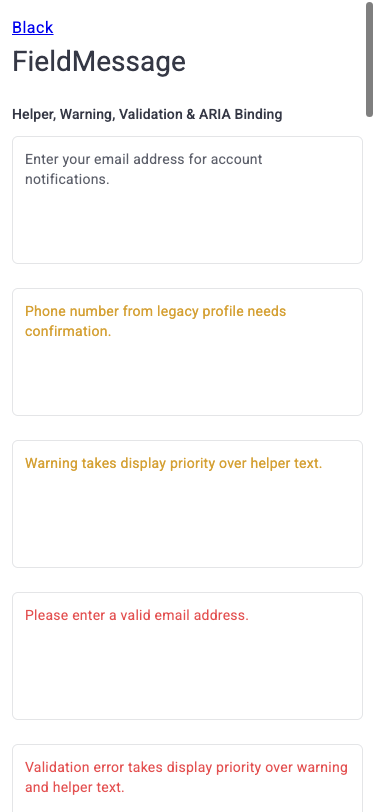 Black
FieldMessage
Helper, Warning, Validation & ARIA Binding
Enter your email address for account
notifications.
Phone number from legacy profile needs
confirmation.
Warning takes display priority over helper text.
Please enter a valid email address.
Validation error takes display priority over warning
and helper text.